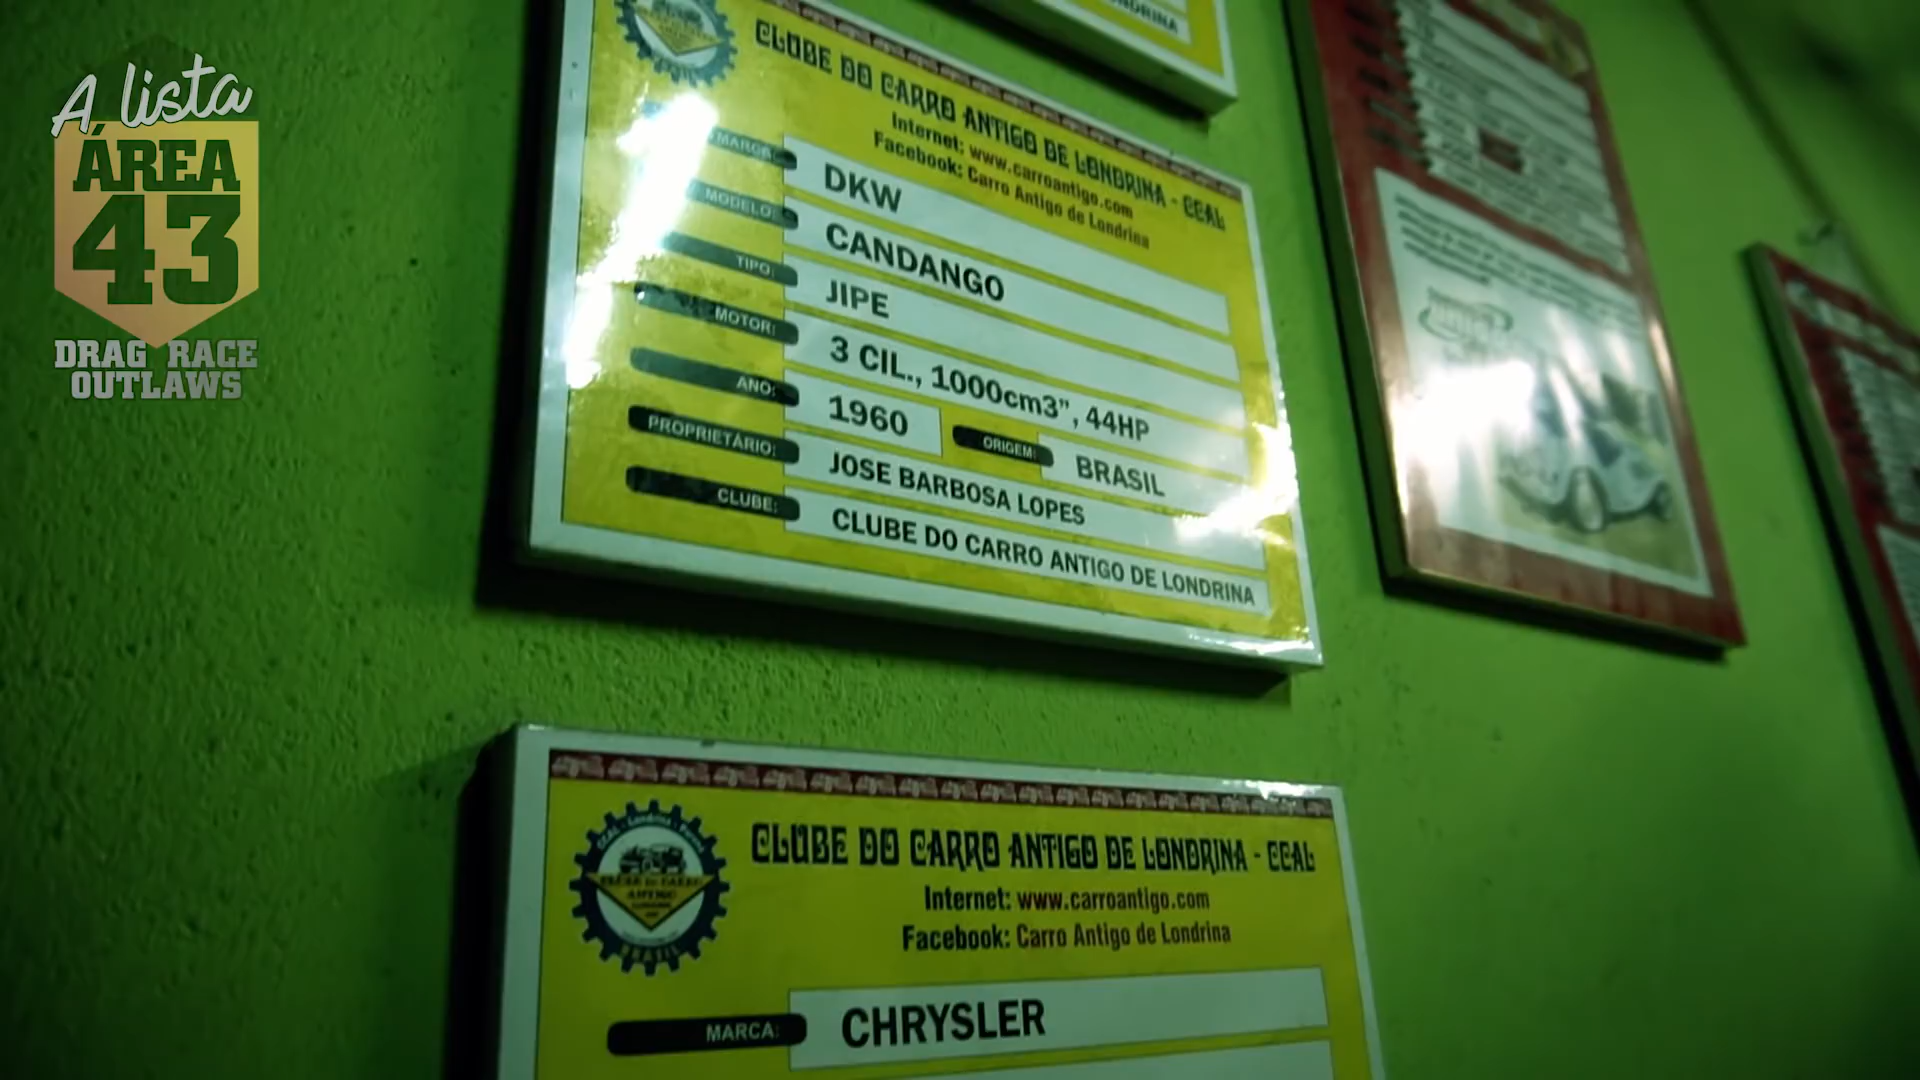 A lista
ÁREA
43
DRAG RACE
OUTLAWS
LONDRINA
CLUBE DO CARRO ANTIGO DE LONDRINA - CCAL
Internet: www.carroantigo.com
Facebook: Carro Antigo de Londrina
MARCA: DKW
MODELO: CANDANGO
TIPO: JIPE
MOTOR: 3 CIL., 1000cm3", 44HP
ANO: 1960 ORIGEM: BRASIL
PROPRIETÁRIO: JOSE BARBOSA LOPES
CLUBE: CLUBE DO CARRO ANTIGO DE LONDRINA
CLUBE DO CARRO ANTIGO DE LONDRINA - CCAL
Internet: www.carroantigo.com
Facebook: Carro Antigo de Londrina
BRASIL
MARCA: CHRYSLER